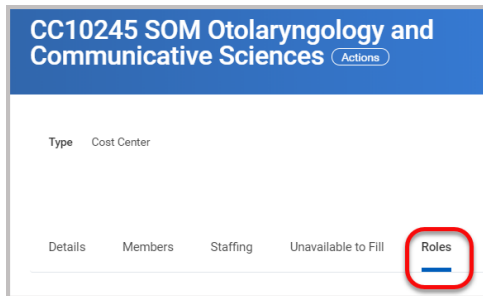 CC10245 SOM Otolaryngology and
Communicative Sciences Actions
Type Cost Center
Details Members Staffing Unavailable to Fill Roles